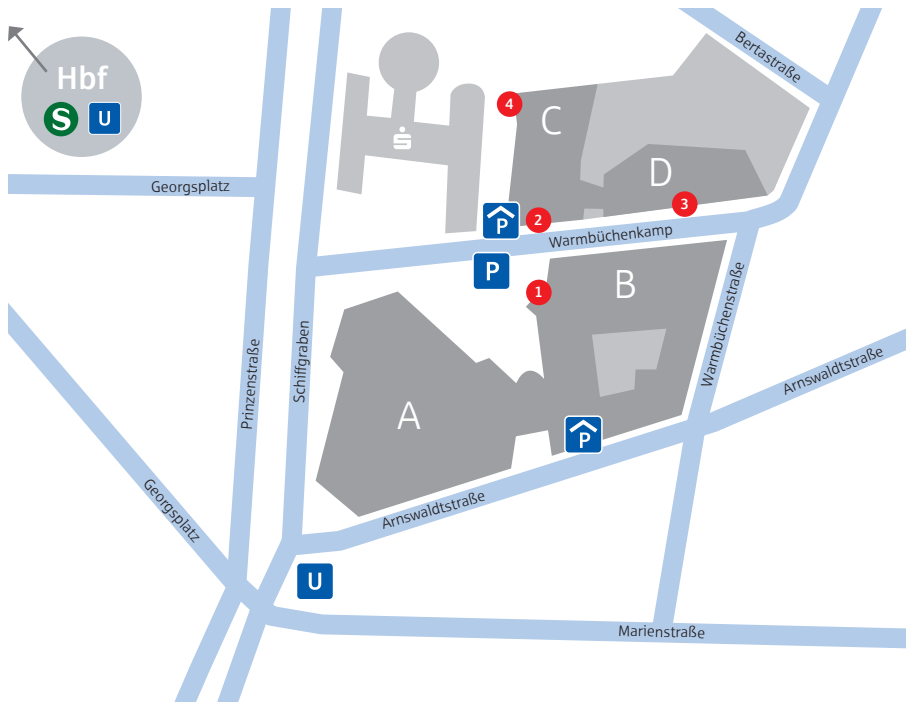 Hbf
S U
Bertastraße
4
C
D
3
Georgsplatz
P
2
Warmbüchenkamp
P
1
B
Warmbüchenstraße
Schiffgraben
Prinzenstraße
Arnswaldtstraße
A
P
Georgsplatz
Arnswaldtstraße
U
Marienstraße